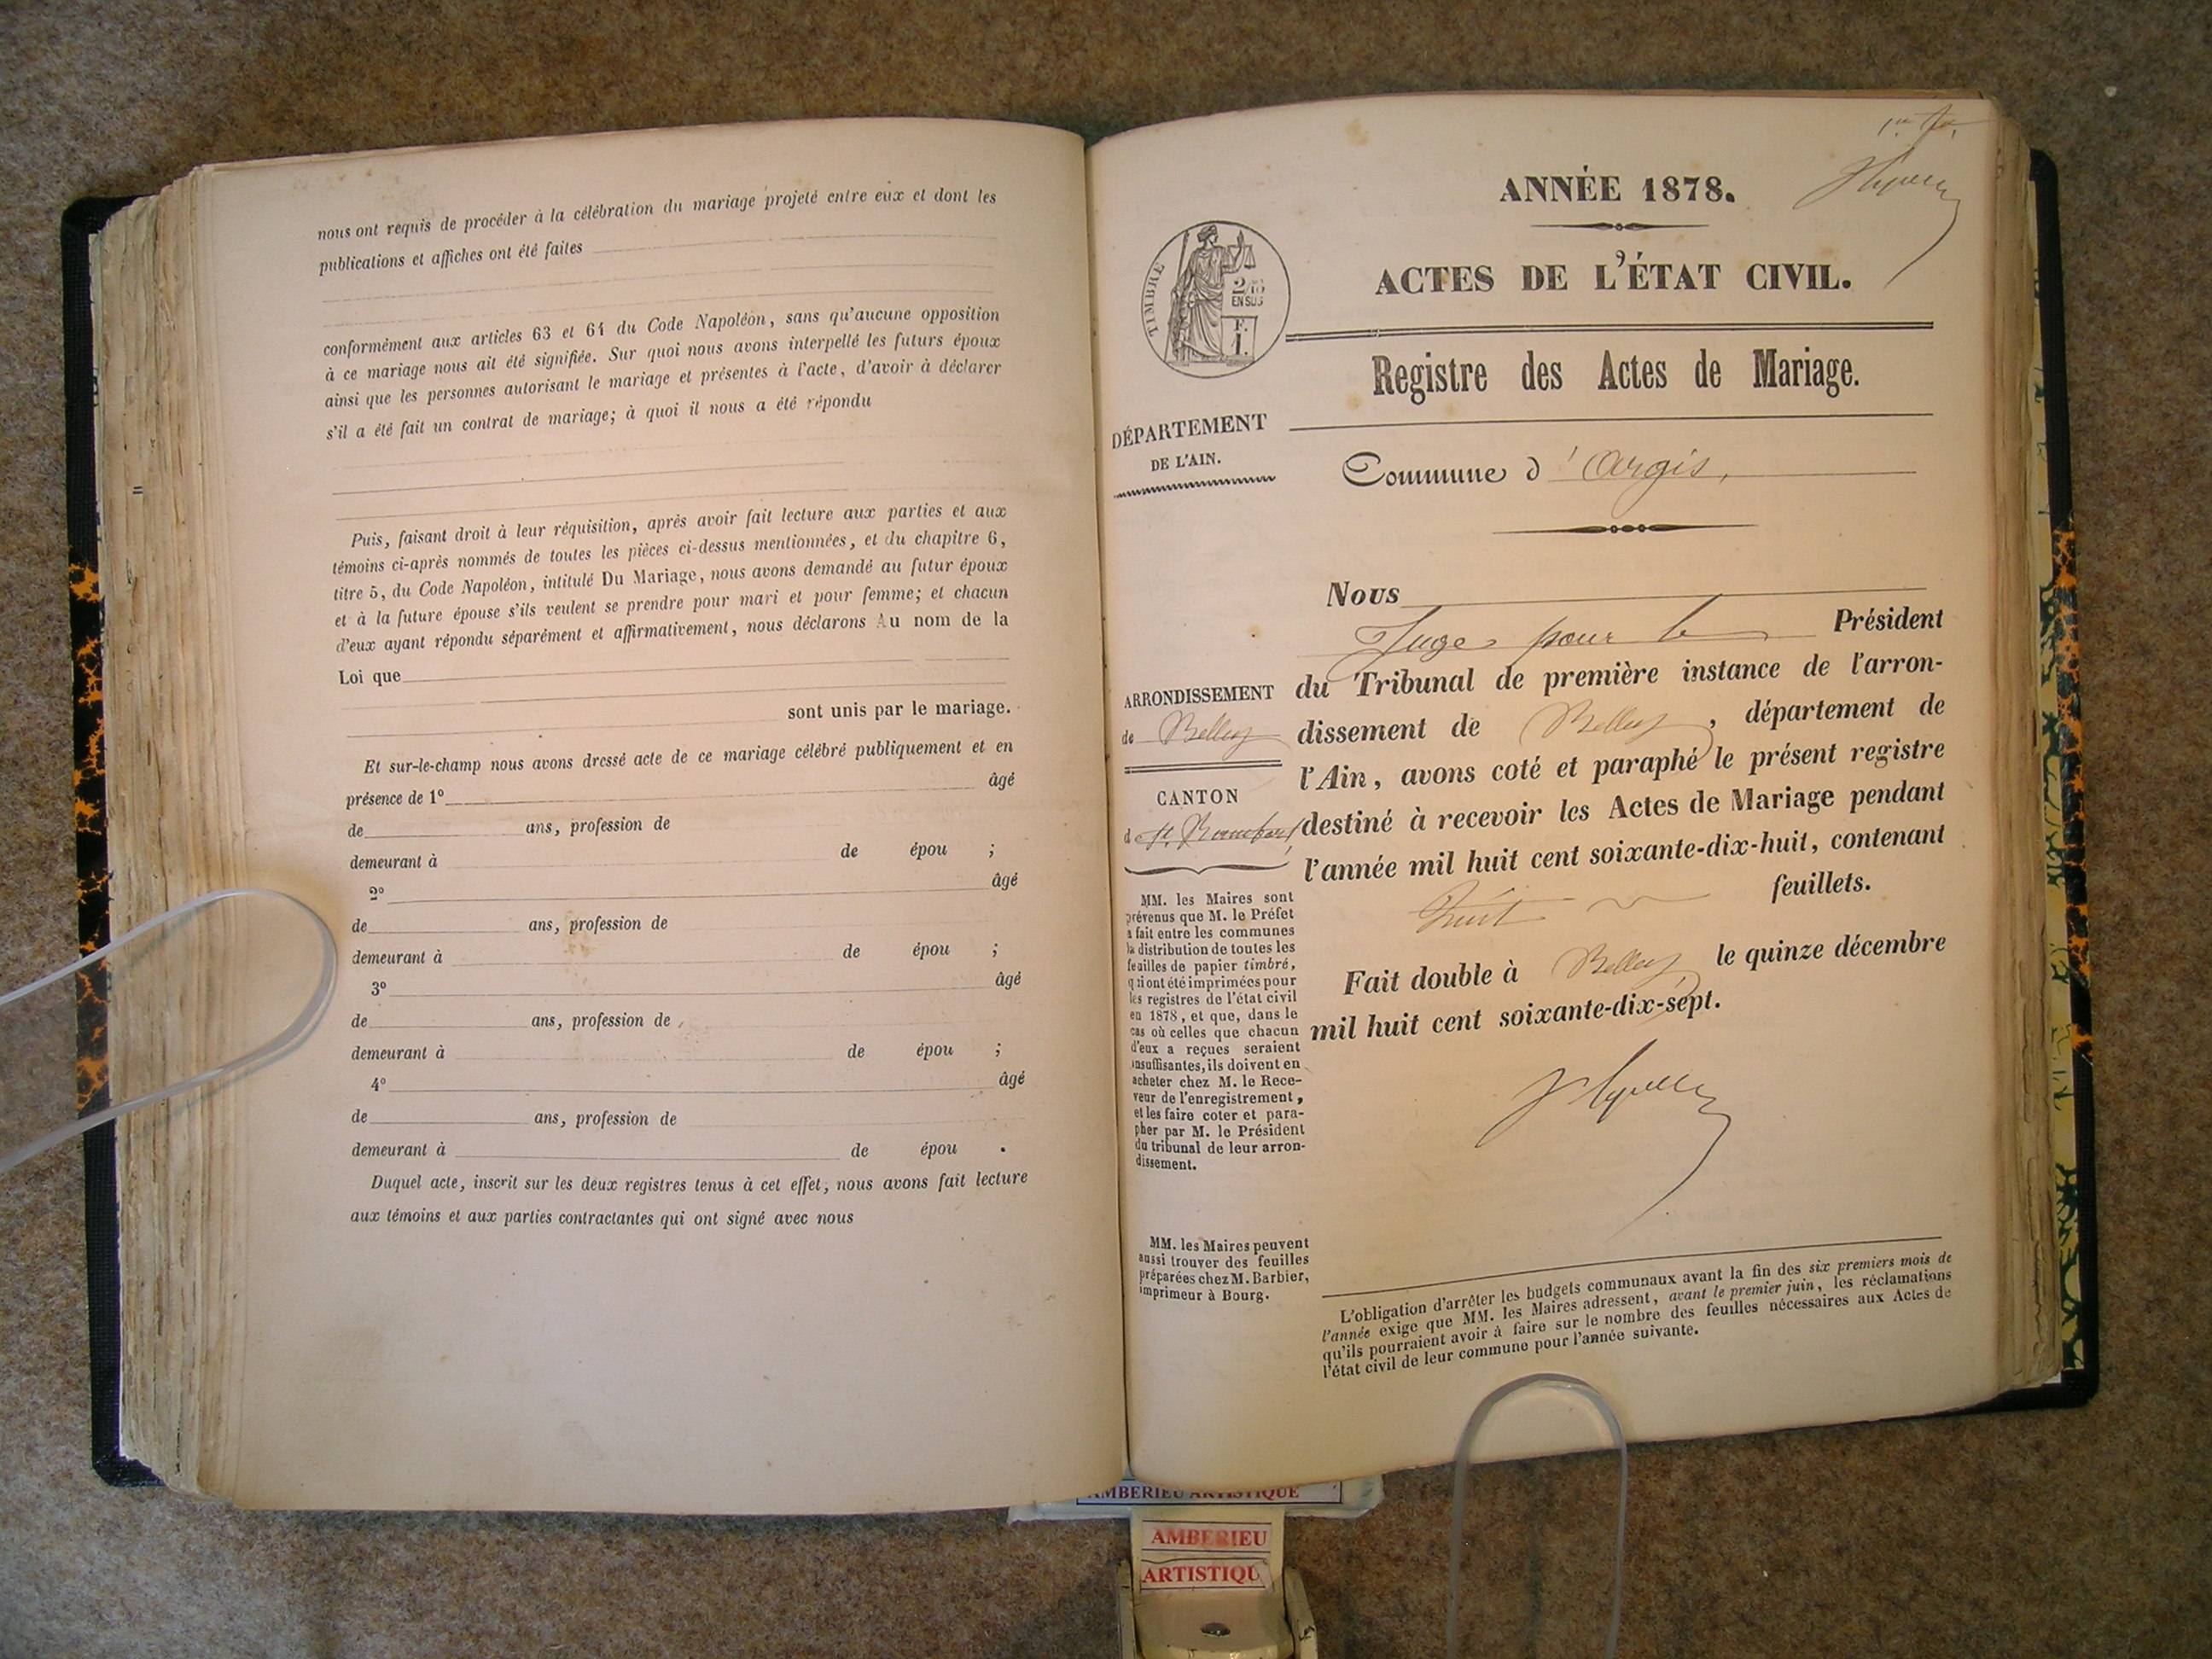 nous ont requis de procéder à la célébration du mariage projeté entre eux et dont les
publications et affiches ont été faites
conformément aux articles 63 et 64 du Code Napoléon, sans qu'aucune opposition
à ce mariage nous ait été signifiée. Sur quoi nous avons interpellé les futurs époux
ainsi que les personnes autorisant le mariage et présentes à l'acte, d'avoir à déclarer
s'il a été fait un contrat de mariage; à quoi il nous a été répondu
Puis, faisant droit à leur réquisition, après avoir fait lecture aux parties et aux
témoins ci-après nommés de toutes les pièces ci-dessus mentionnées, et du chapitre 6,
titre 5, du Code Napoléon, intitulé Du Mariage, nous avons demandé au futur époux
et à la future épouse s'ils veulent se prendre pour mari et pour femme; et chacun
d'eux ayant répondu séparément et affirmativement, nous déclarons Au nom de la
Loi que
sont unis par le mariage.
Et sur-le-champ nous avons dressé acte de ce mariage célébré publiquement et en
présence de 1º âgé
de ans, profession de
demeurant à de épou ;
2º âgé
de ans, profession de
demeurant à de épou ;
3º âgé
de ans, profession de
demeurant à de épou ;
4º âgé
de ans, profession de
demeurant à de épou .
Duquel acte, inscrit sur les deux registres tenus à cet effet, nous avons fait lecture
aux témoins et aux parties contractantes qui ont signé avec nous
ANNÉE 1878.
ACTES DE L'ÉTAT CIVIL.
TIMBRE
2/10
EN SUS
F.
1.
Registre des Actes de Mariage.
DÉPARTEMENT
DE L'AIN.
Commune d'Argis,
Nous
Juge pour le Président
du Tribunal de première instance de l'arron-
dissement de Belley, département de
l'Ain, avons coté et paraphé le présent registre
destiné à recevoir les Actes de Mariage pendant
l'année mil huit cent soixante-dix-huit, contenant
huit feuillets.
Fait double à Belley, le quinze décembre
mil huit cent soixante-dix-sept.
ARRONDISSEMENT
de Belley
CANTON
d St. Rambert,
MM. les Maires sont
prévenus que M. le Préfet
a fait entre les communes
la distribution de toutes les
feuilles de papier timbré,
qui ont été imprimées pour
les registres de l'état civil
en 1878, et que, dans le
cas où celles que chacun
d'eux a reçues seraient
insuffisantes, ils doivent en
acheter chez M. le Rece-
veur de l'enregistrement,
et les faire coter et para-
pher par M. le Président
du tribunal de leur arron-
dissement.
MM. les Maires peuvent
aussi trouver des feuilles
préparées chez M. Barbier,
imprimeur à Bourg.
L'obligation d'arrêter les budgets communaux avant la fin des six premiers mois de
l'année exige que MM. les Maires adressent, avant le premier juin, les réclamations
qu'ils pourraient avoir à faire sur le nombre des feuilles nécessaires aux Actes de
l'état civil de leur commune pour l'année suivante.
AMBERIEU ARTISTIQUE
AMBERIEU
ARTISTIQU